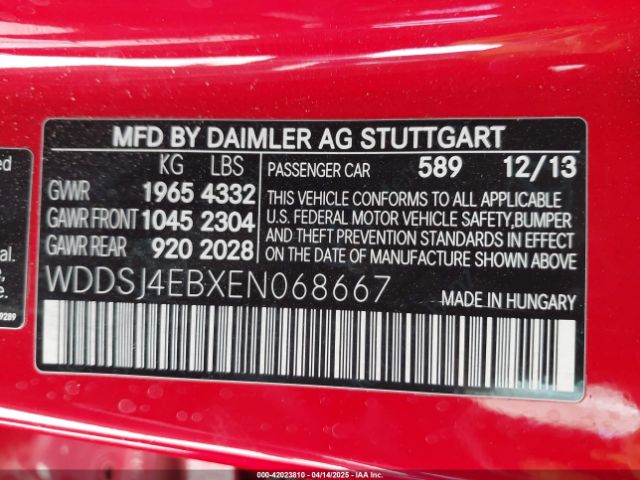 MFD BY DAIMLER AG STUTTGART
KG LBS
GVWR 1965 4332
GAWR FRONT 1045 2304
GAWR REAR 920 2028
PASSENGER CAR 589 12/13
THIS VEHICLE CONFORMS TO ALL APPLICABLE
U.S. FEDERAL MOTOR VEHICLE SAFETY,BUMPER
AND THEFT PREVENTION STANDARDS IN EFFECT
ON THE DATE OF MANUFACTURE SHOWN ABOVE
WDDSJ4EBXEN068667
MADE IN HUNGARY
9289
000-42023810 - 04/14/2025 - COPYRIGHT IAA, LLC.